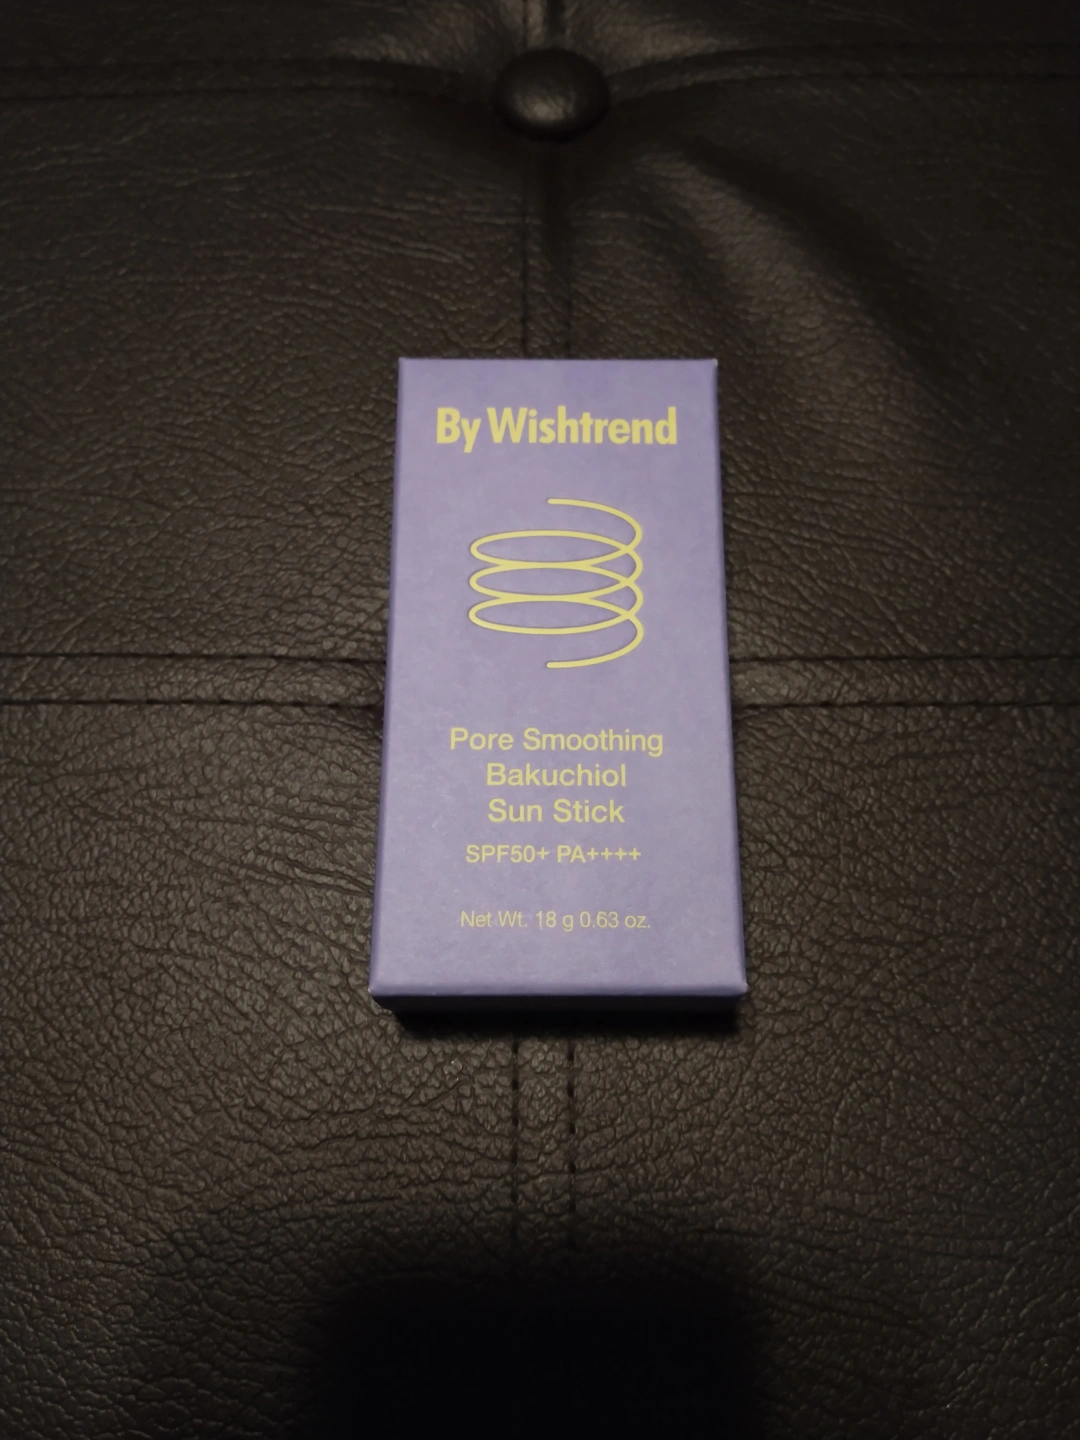 By Wishtrend
Pore Smoothing
Bakuchiol
Sun Stick
SPF50+ PA++++
Net Wt. 18 g 0.63 oz.